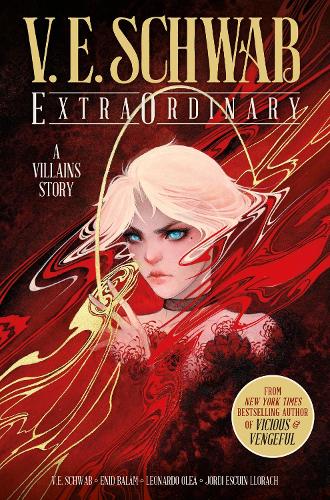 V. E. SCHWAB
EXTRAORDINARY
A
VILLAINS
STORY
FROM
NEW YORK TIMES
BESTSELLING AUTHOR
OF VICIOUS &
VENGEFUL
V.E. SCHWAB • ENID BALAM • LEONARDO OLEA • JORDI ESCUIN LLORACH